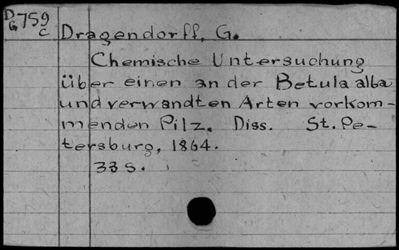 D 759
G C
Dragendorff, G.
Chemische Untersuchung
über einen an der Betula alba
und verwandten Arten vorkom-
menden Pilz. Diss. St. Pe-
tersburg, 1864.
33 S.